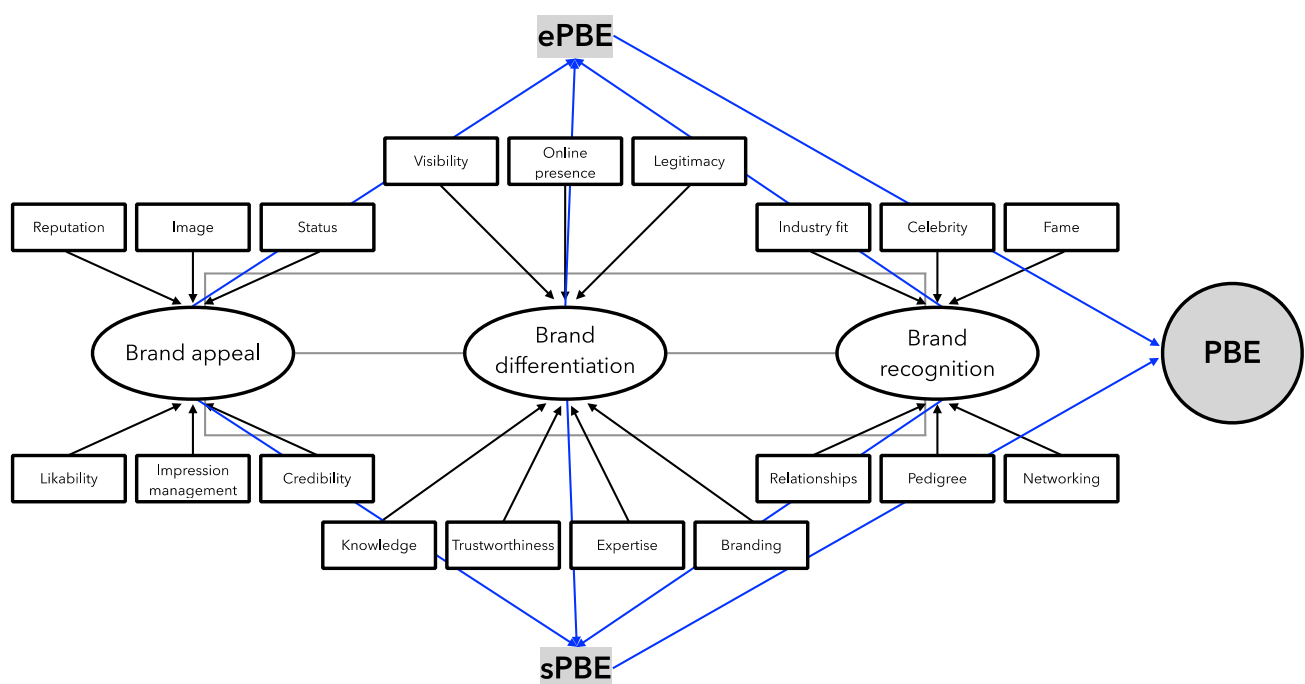 ePBE
Visibility
Online
presence
Legitimacy
Reputation
Image
Status
Industry fit
Celebrity
Fame
Brand appeal
Brand
differentiation
Brand
recognition
PBE
Likability
Impression
management
Credibility
Relationships
Pedigree
Networking
Knowledge
Trustworthiness
Expertise
Branding
sPBE